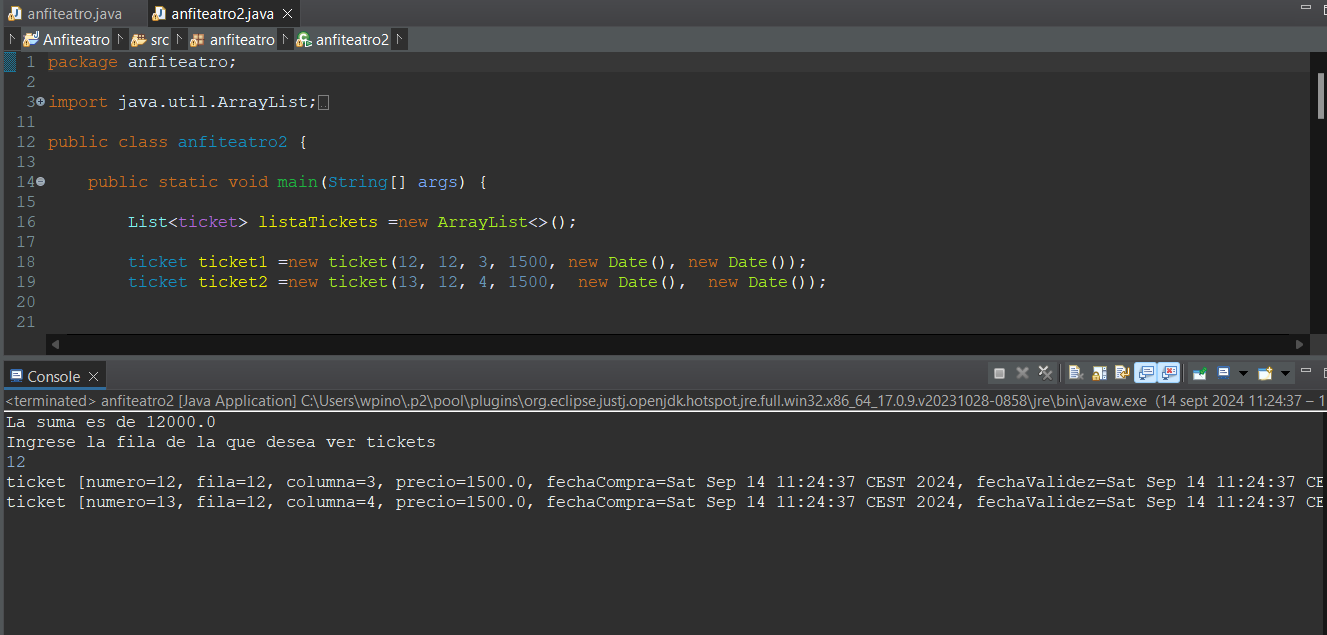 anfiteatro.java anfiteatro2.java
Anfiteatro src anfiteatro anfiteatro2
1 package anfiteatro;
2
3 import java.util.ArrayList;
11
12 public class anfiteatro2 {
13
14 public static void main(String[] args) {
15
16 List<ticket> listaTickets =new ArrayList<>();
17
18 ticket ticket1 =new ticket(12, 12, 3, 1500, new Date(), new Date());
19 ticket ticket2 =new ticket(13, 12, 4, 1500,  new Date(),  new Date());
20
21
Console
<terminated> anfiteatro2 [Java Application] C:\Users\wpino\.p2\pool\plugins\org.eclipse.justj.openjdk.hotspot.jre.full.win32.x86_64_17.0.9.v20231028-0858\jre\bin\javaw.exe (14 sept 2024 11:24:37 – 1
La suma es de 12000.0
Ingrese la fila de la que desea ver tickets
12
ticket [numero=12, fila=12, columna=3, precio=1500.0, fechaCompra=Sat Sep 14 11:24:37 CEST 2024, fechaValidez=Sat Sep 14 11:24:37 CE
ticket [numero=13, fila=12, columna=4, precio=1500.0, fechaCompra=Sat Sep 14 11:24:37 CEST 2024, fechaValidez=Sat Sep 14 11:24:37 CE